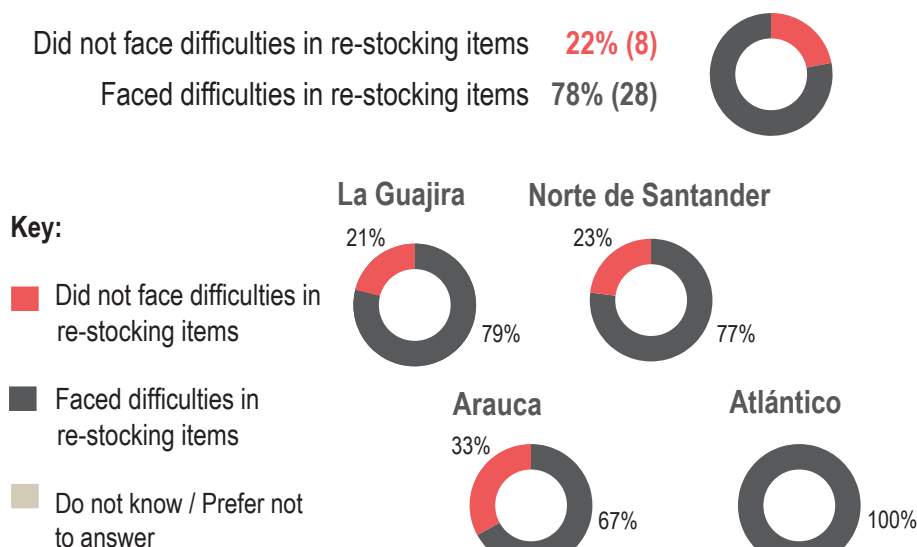 Did not face difficulties in re-stocking items 22% (8)
Faced difficulties in re-stocking items 78% (28)
La Guajira
Norte de Santander
Key:
21%
23%
Did not face difficulties in
re-stocking items
79%
77%
Faced difficulties in
re-stocking items
Arauca
Atlántico
33%
67%
100%
Do not know / Prefer not
to answer